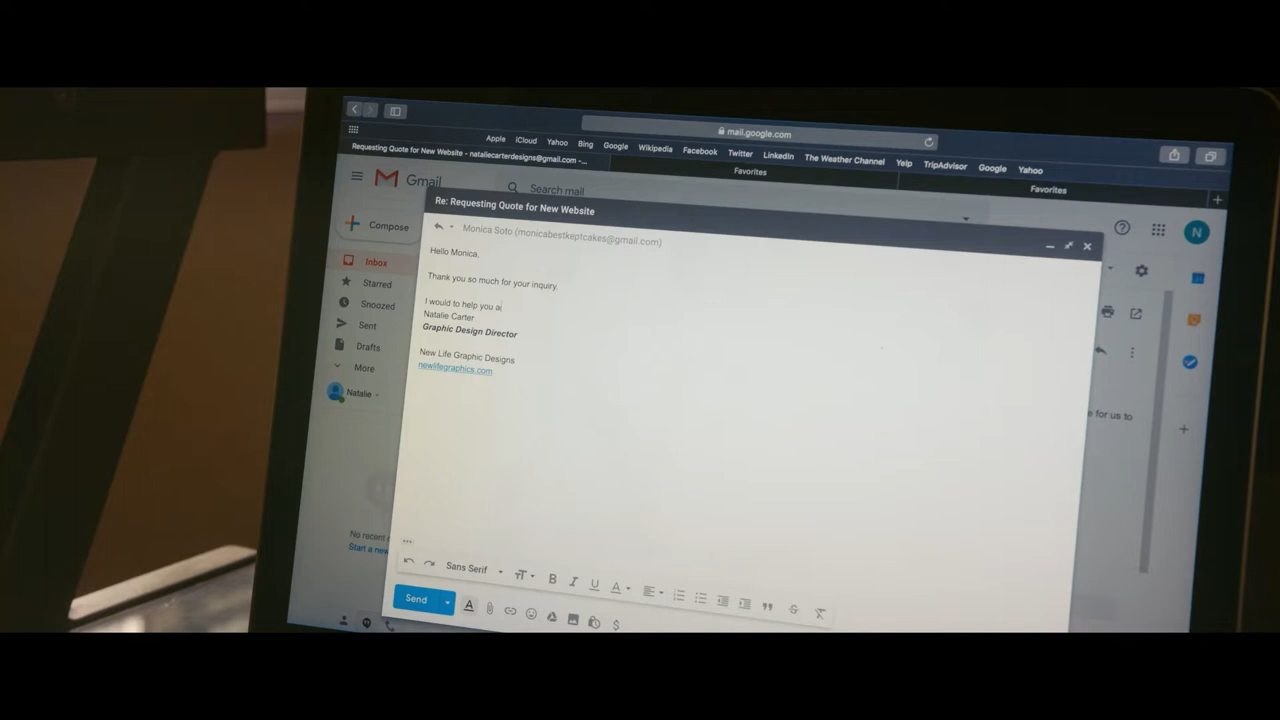 mail.google.com
Apple iCloud Yahoo Bing Google Wikipedia Facebook Twitter LinkedIn The Weather Channel Yelp TripAdvisor Google Yahoo
Requesting Quote for New Website - nataliecarterdesigns@gmail.com -...
Favorites
Favorites
Gmail
Search mail
Compose
Inbox
Starred
Snoozed
Sent
Drafts
More
Natalie
No recent
Start a new
N
Re: Requesting Quote for New Website
Monica Soto (monicabestkeptcakes@gmail.com)
Hello Monica,
Thank you so much for your inquiry.
I would to help you a
Natalie Carter
Graphic Design Director
New Life Graphic Designs
newlifegraphics.com
e for us to
Sans Serif
Send